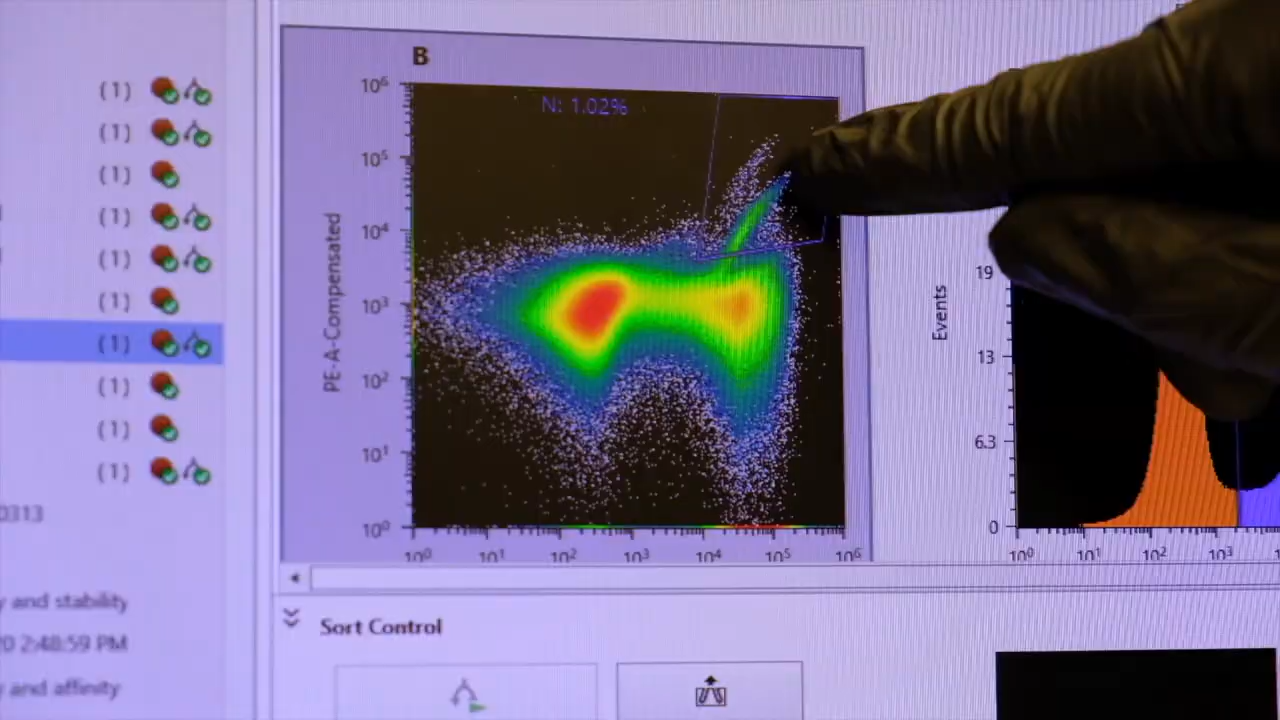 B
N: 1.02%
10⁶
10⁵
10⁴
10³
10²
10¹
10⁰
PE-A-Compensated
10⁰ 10¹ 10² 10³ 10⁴ 10⁵ 10⁶
Events
19
13
6.3
0
10⁰ 10¹ 10² 10³
(1)
(1)
(1)
(1)
(1)
(1)
(1)
(1)
(1)
(1)
0313
and stability
2:48:59 PM
and affinity
Sort Control